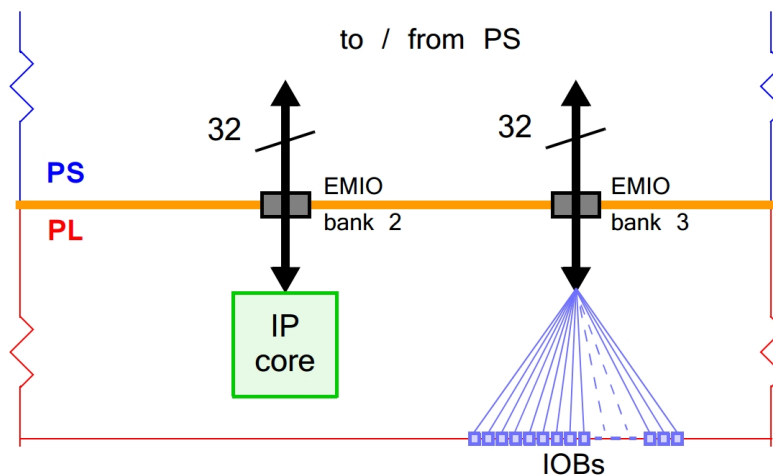 to / from PS
32
32
PS
EMIO
bank 2
EMIO
bank 3
PL
IP
core
IOBs